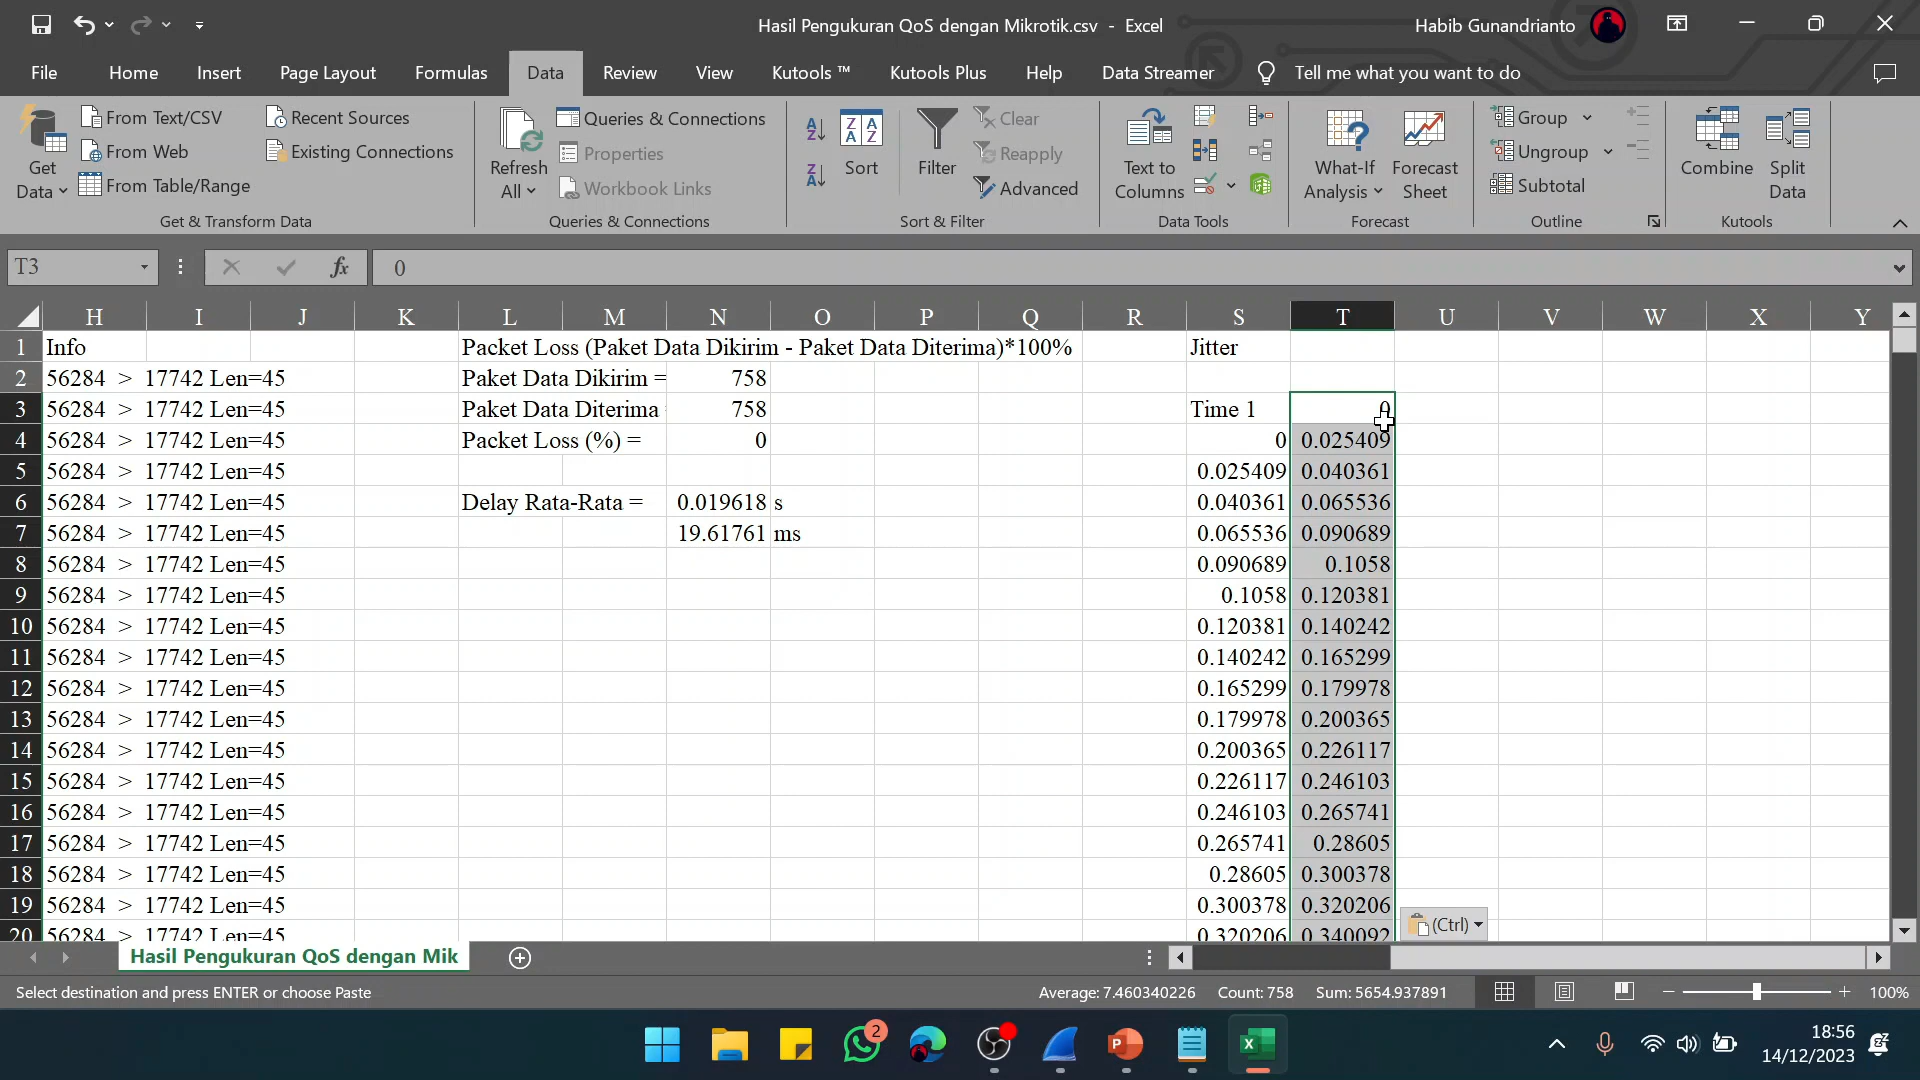 Hasil Pengukuran QoS dengan Mikrotik.csv - Excel
Habib Gunandrianto
File Home Insert Page Layout Formulas Data Review View Kutools ™ Kutools Plus Help Data Streamer Tell me what you want to do
Get Data
From Text/CSV
From Web
From Table/Range
Recent Sources
Existing Connections
Get & Transform Data
Refresh All
Queries & Connections
Properties
Workbook Links
Queries & Connections
Sort
Filter
Clear
Reapply
Advanced
Sort & Filter
Text to Columns
Data Tools
What-If Analysis
Forecast Sheet
Forecast
Group
Ungroup
Subtotal
Outline
Combine
Split Data
Kutools
T3 fx 0
H I J K L M N O P Q R S T U V W X Y
1 Info Packet Loss (Paket Data Dikirim - Paket Data Diterima)*100% Jitter
2 56284 > 17742 Len=45 Paket Data Dikirim = 758
3 56284 > 17742 Len=45 Paket Data Diterima 758 Time 1 0
4 56284 > 17742 Len=45 Packet Loss (%) = 0 0 0.025409
5 56284 > 17742 Len=45 0.025409 0.040361
6 56284 > 17742 Len=45 Delay Rata-Rata = 0.019618 s 0.040361 0.065536
7 56284 > 17742 Len=45 19.61761 ms 0.065536 0.090689
8 56284 > 17742 Len=45 0.090689 0.1058
9 56284 > 17742 Len=45 0.1058 0.120381
10 56284 > 17742 Len=45 0.120381 0.140242
11 56284 > 17742 Len=45 0.140242 0.165299
12 56284 > 17742 Len=45 0.165299 0.179978
13 56284 > 17742 Len=45 0.179978 0.200365
14 56284 > 17742 Len=45 0.200365 0.226117
15 56284 > 17742 Len=45 0.226117 0.246103
16 56284 > 17742 Len=45 0.246103 0.265741
17 56284 > 17742 Len=45 0.265741 0.28605
18 56284 > 17742 Len=45 0.28605 0.300378
19 56284 > 17742 Len=45 0.300378 0.320206
20 56284 > 17742 Len=45 0.320206 0.340092
(Ctrl)
Hasil Pengukuran QoS dengan Mik
Select destination and press ENTER or choose Paste Average: 7.460340226 Count: 758 Sum: 5654.937891 100%
2
18:56
14/12/2023